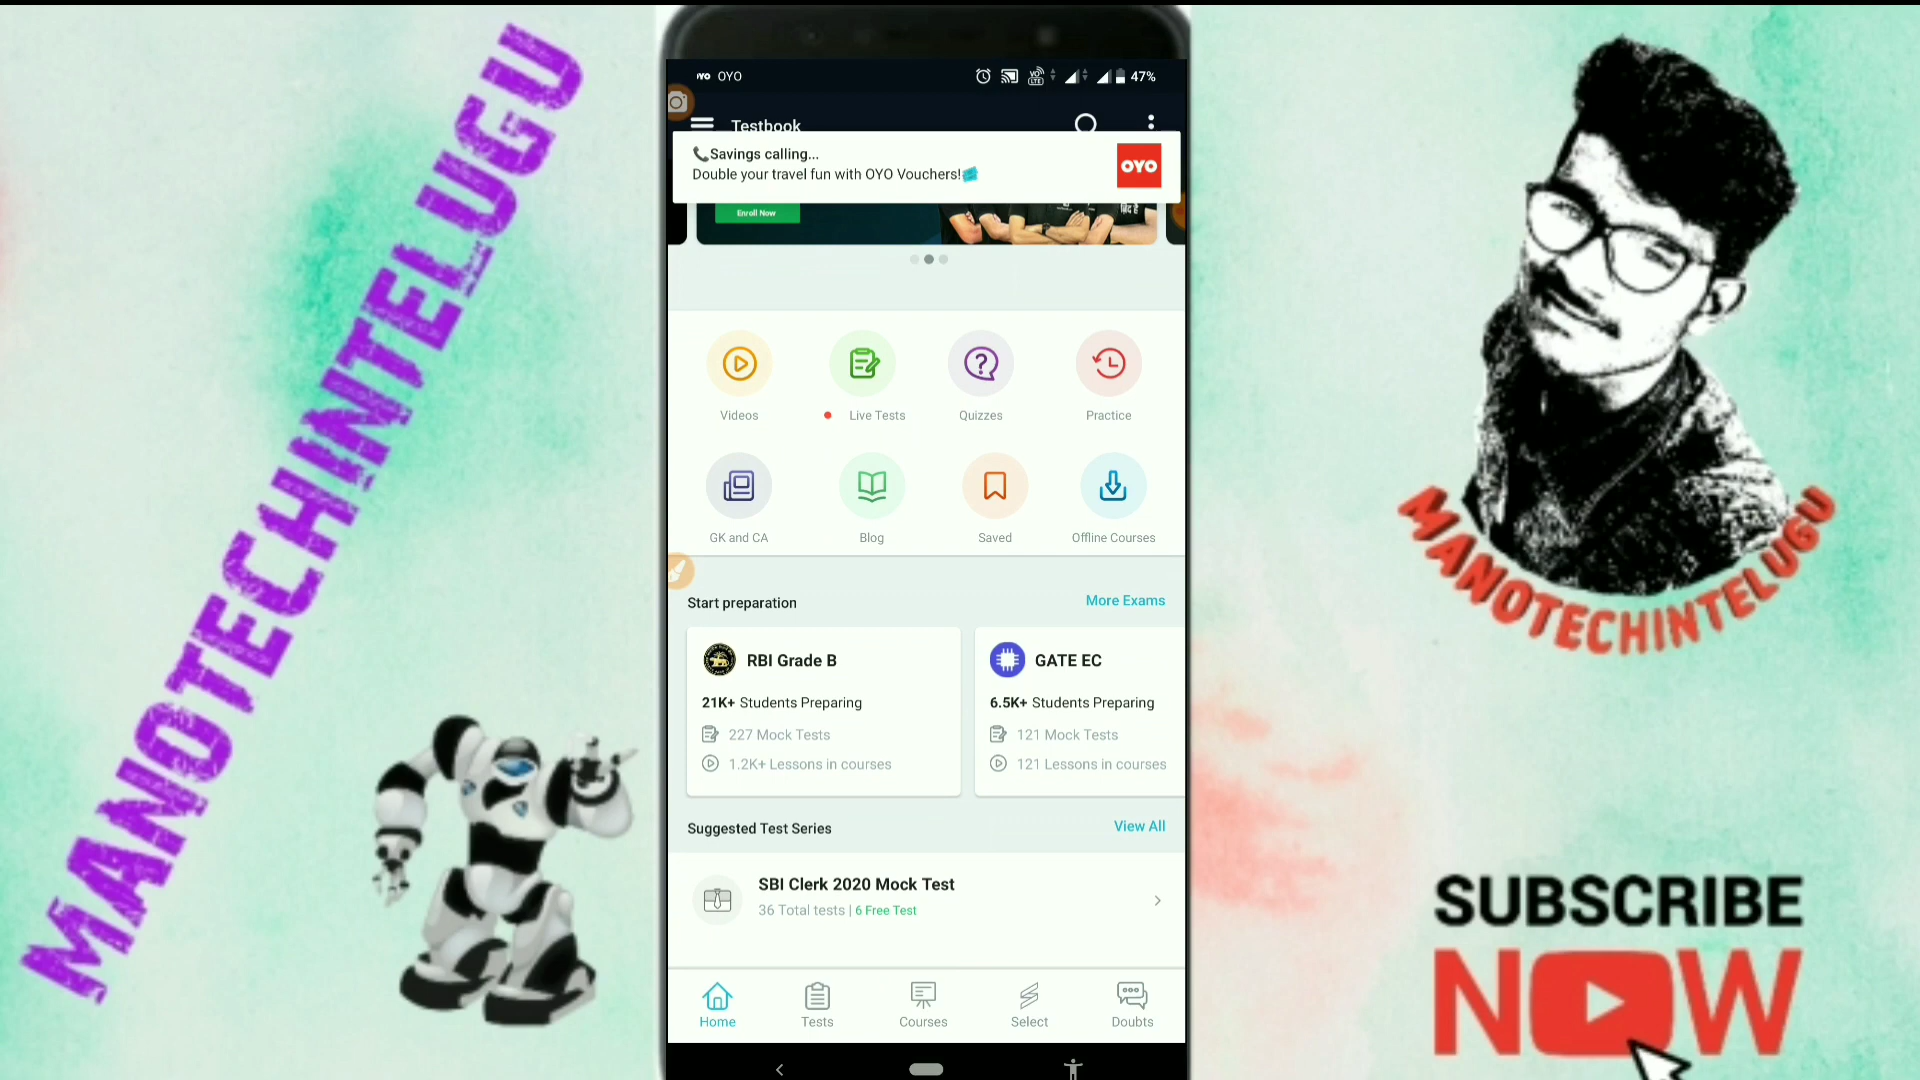 MANOTECHINTELUGU
OYO
47%
Testbook
Savings calling...
Double your travel fun with OYO Vouchers!
OYO
Enroll Now
Videos
Live Tests
Quizzes
Practice
GK and CA
Blog
Saved
Offline Courses
Start preparation
More Exams
RBI Grade B
21K+ Students Preparing
227 Mock Tests
1.2K+ Lessons in courses
GATE EC
6.5K+ Students Preparing
121 Mock Tests
121 Lessons in courses
Suggested Test Series
View All
SBI Clerk 2020 Mock Test
36 Total tests | 6 Free Test
Home
Tests
Courses
Select
Doubts
MANOTECHINTELUGU
SUBSCRIBE
NOW